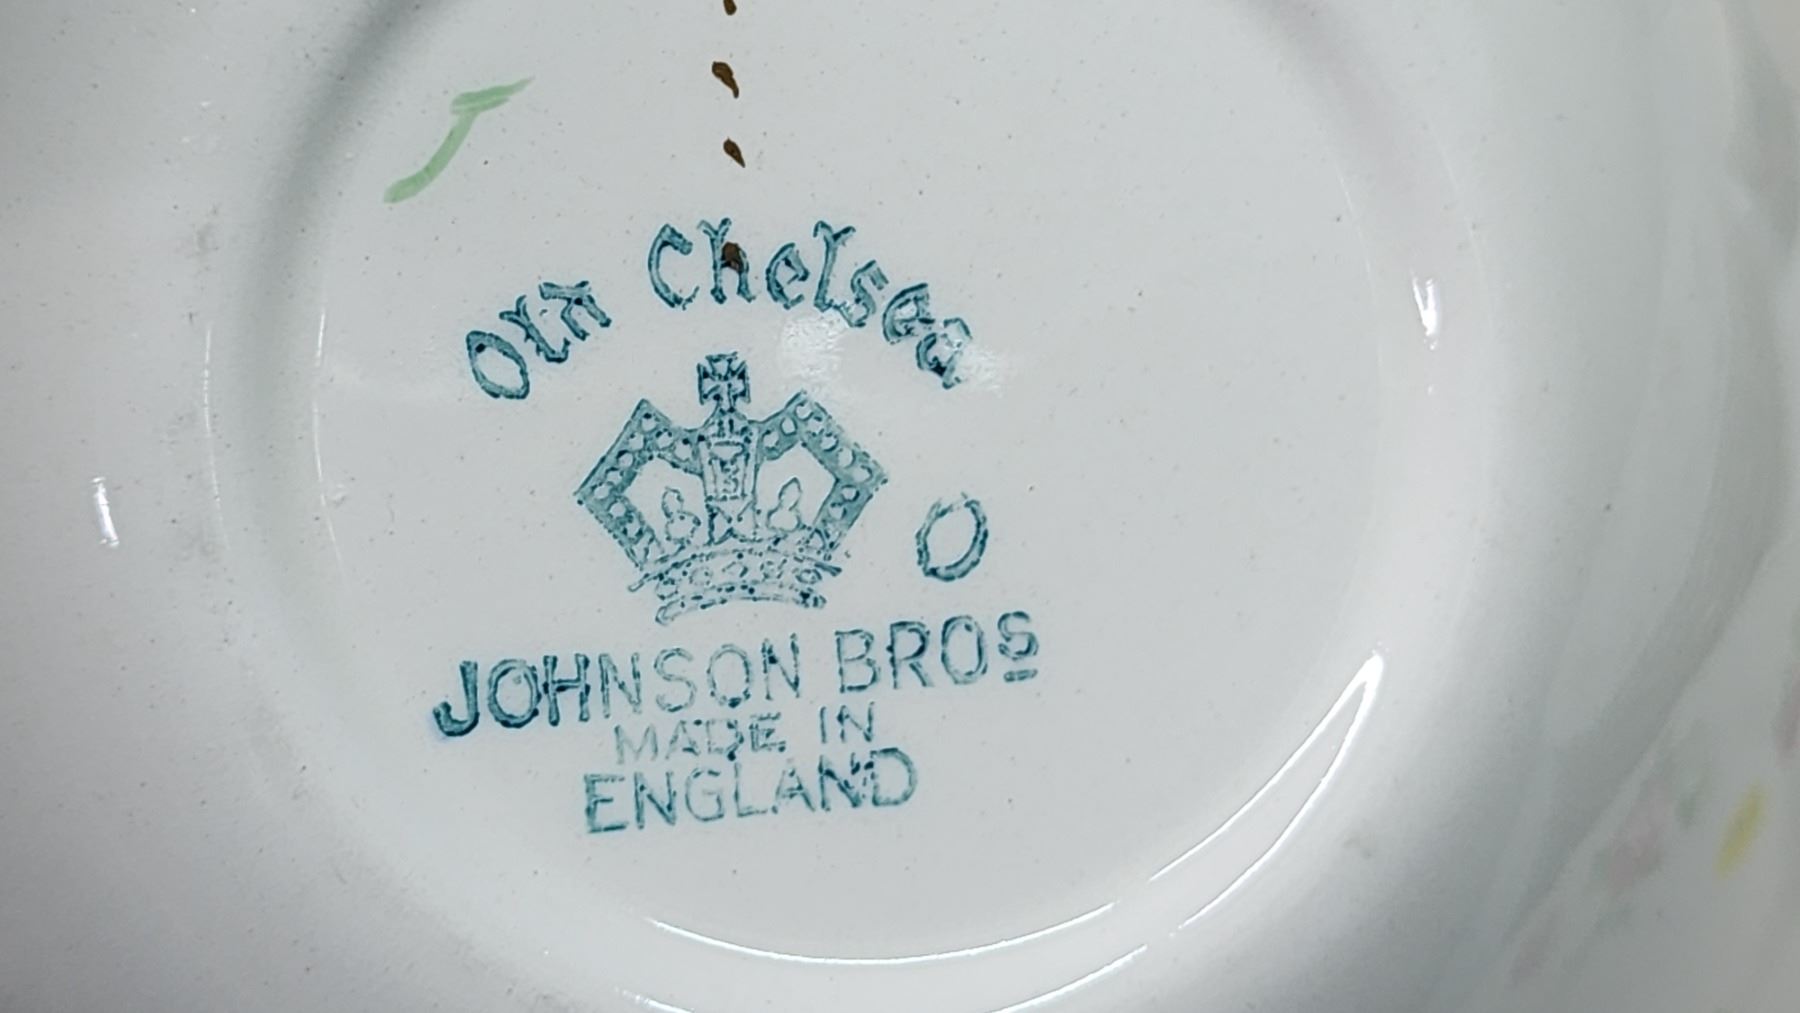 Old Chelsea
O
JOHNSON BROS
MADE IN
ENGLAND